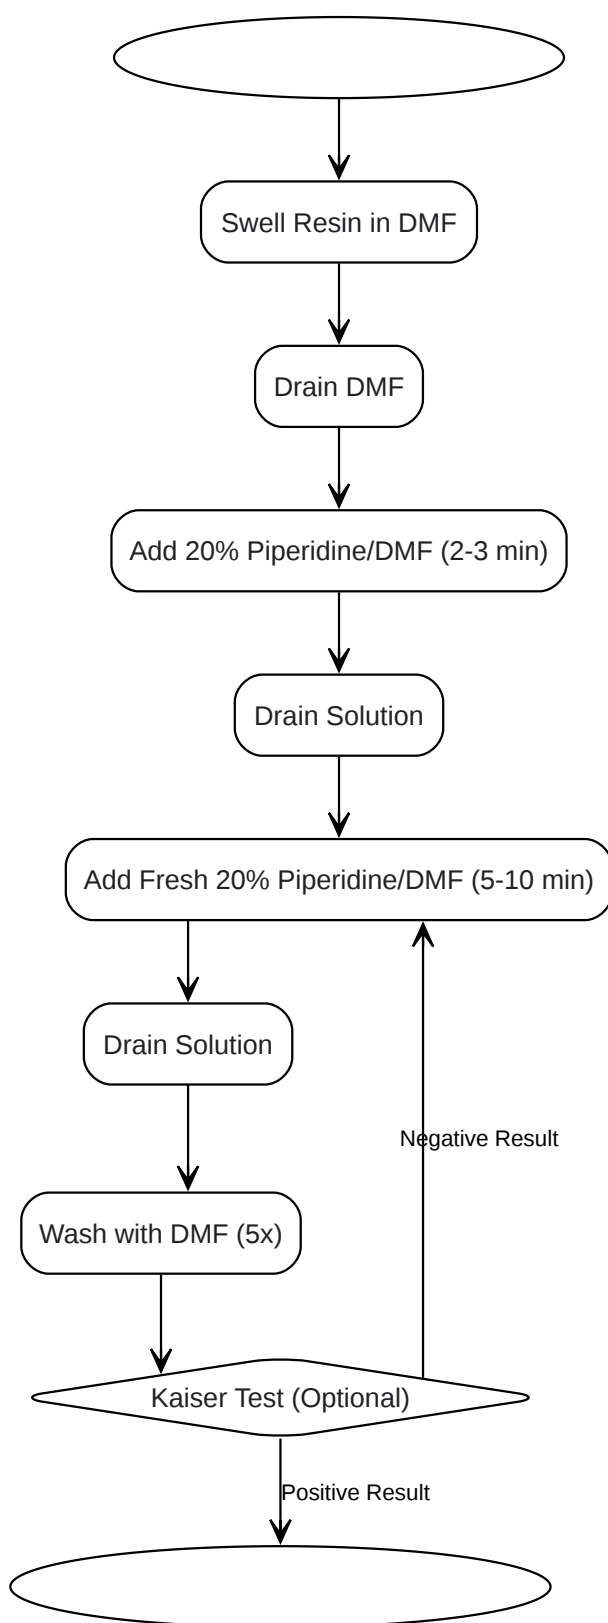 Swell Resin in DMF
Drain DMF
Add 20% Piperidine/DMF (2-3 min)
Drain Solution
Add Fresh 20% Piperidine/DMF (5-10 min)
Drain Solution
Negative Result
Wash with DMF (5x)
Kaiser Test (Optional)
Positive Result